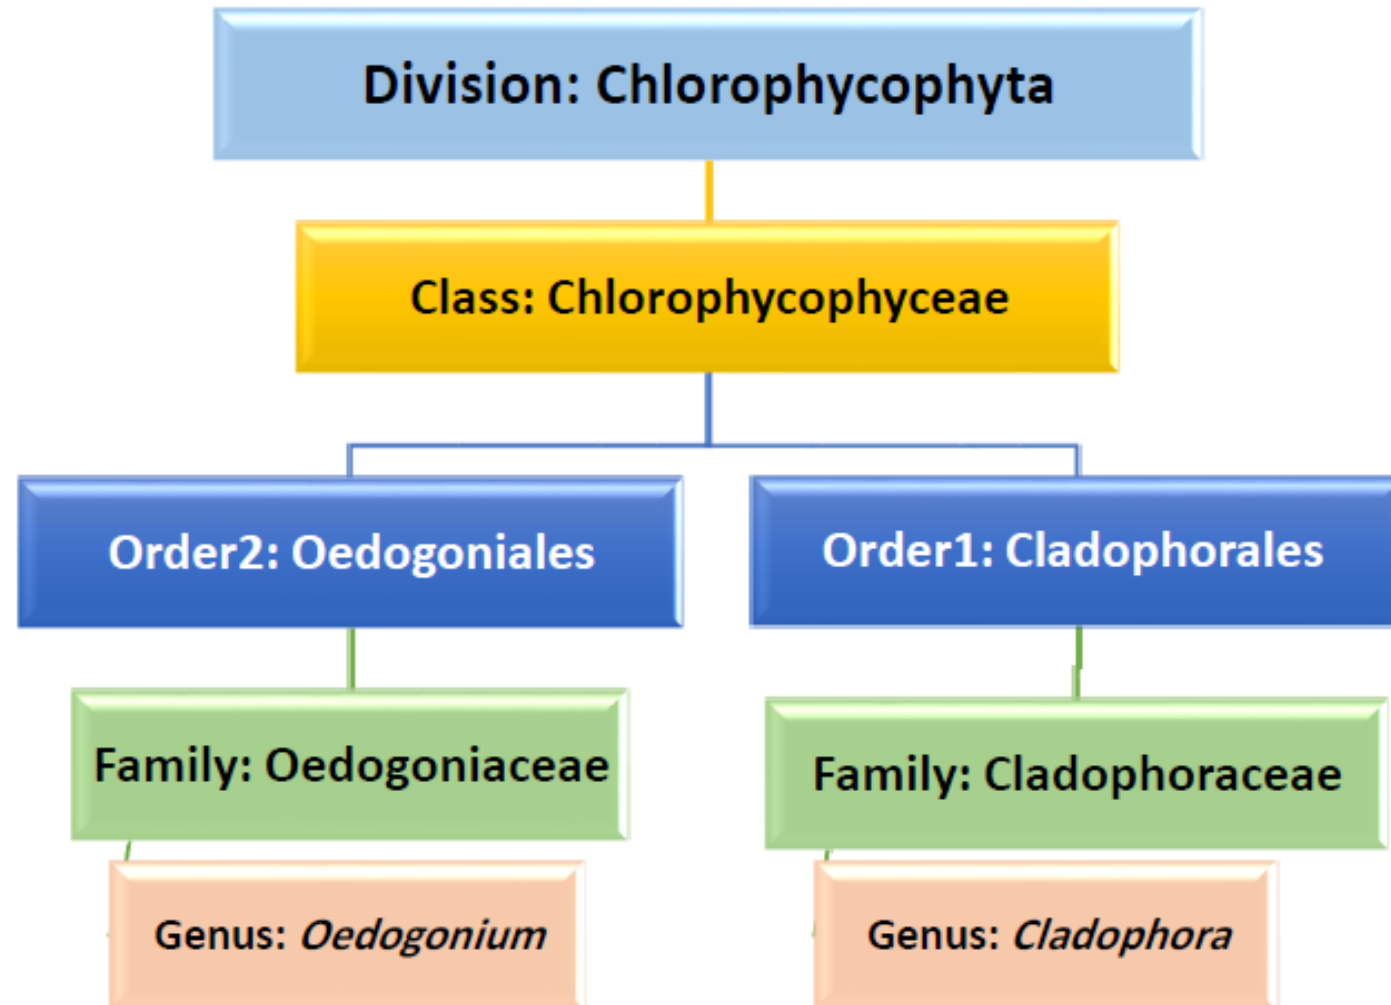 Division: Chlorophycophyta
Class: Chlorophycophyceae
Order2: Oedogoniales
Order1: Cladophorales
Family: Oedogoniaceae
Family: Cladophoraceae
Genus: Oedogonium
Genus: Cladophora